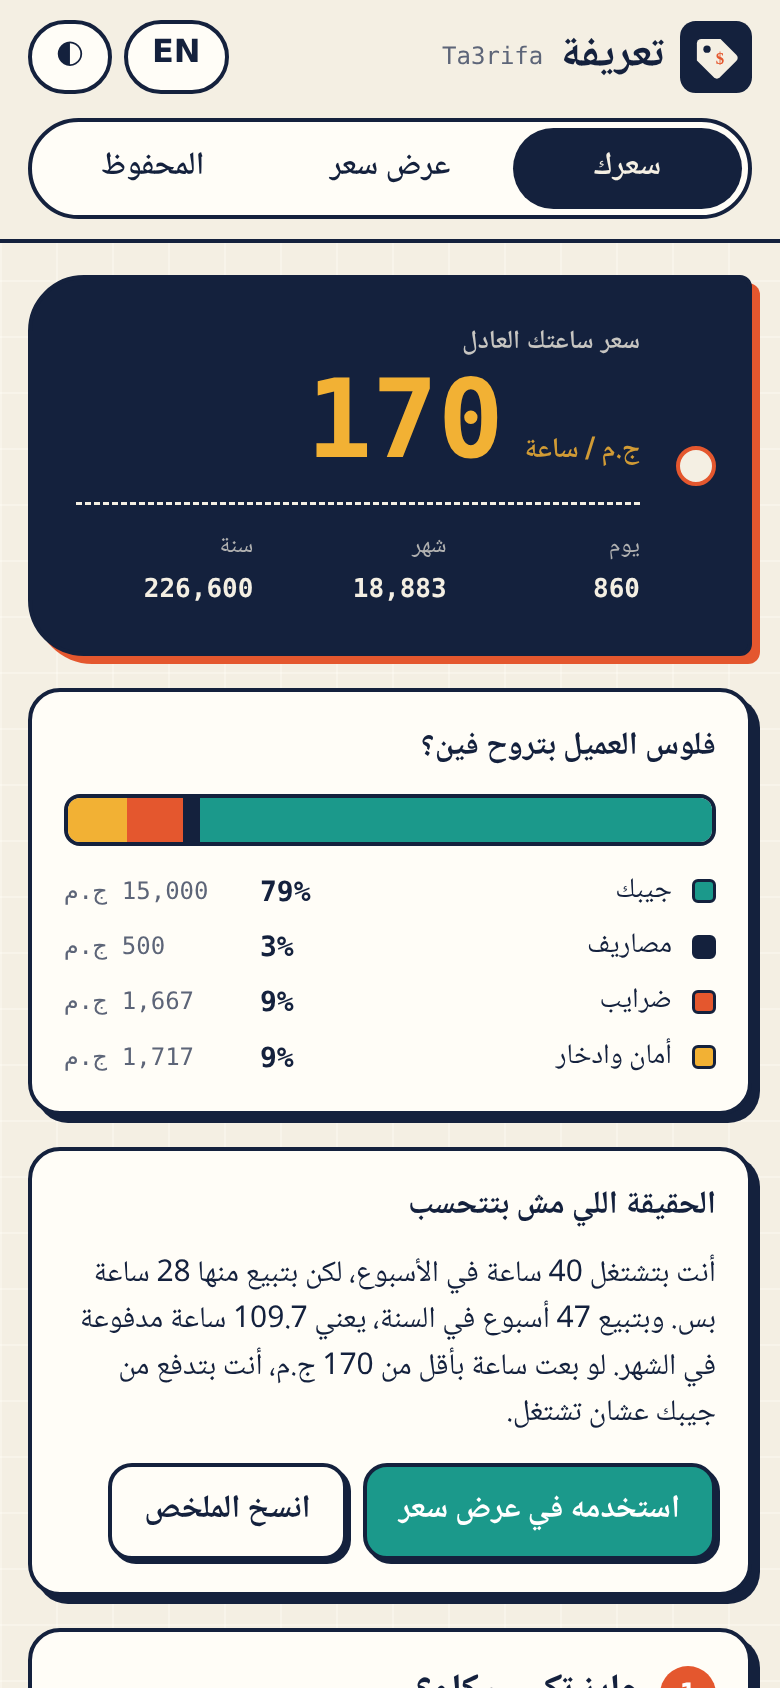 تعريفة Ta3rifa EN
$
سعرك عرض سعر المحفوظ
سعر ساعتك العادل
170 ج.م / ساعة
يوم شهر سنة
860 18,883 226,600
فلوس العميل بتروح فين؟
جيبك 79% 15,000 ج.م
مصاريف 3% 500 ج.م
ضرايب 9% 1,667 ج.م
أمان وادخار 9% 1,717 ج.م
الحقيقة اللي مش بتتحسب
أنت بتشتغل 40 ساعة في الأسبوع، لكن بتبيع منها 28 ساعة
بس. وبتبيع 47 أسبوع في السنة، يعني 109.7 ساعة مدفوعة
في الشهر. لو بعت ساعة بأقل من 170 ج.م، أنت بتدفع من
جيبك عشان تشتغل.
استخدمه في عرض سعر انسخ الملخص